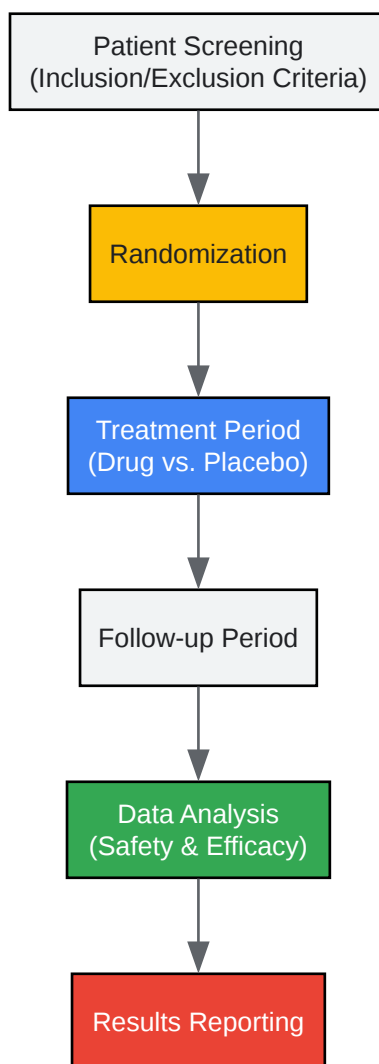 Patient Screening
(Inclusion/Exclusion Criteria)
Randomization
Treatment Period
(Drug vs. Placebo)
Follow-up Period
Data Analysis
(Safety & Efficacy)
Results Reporting